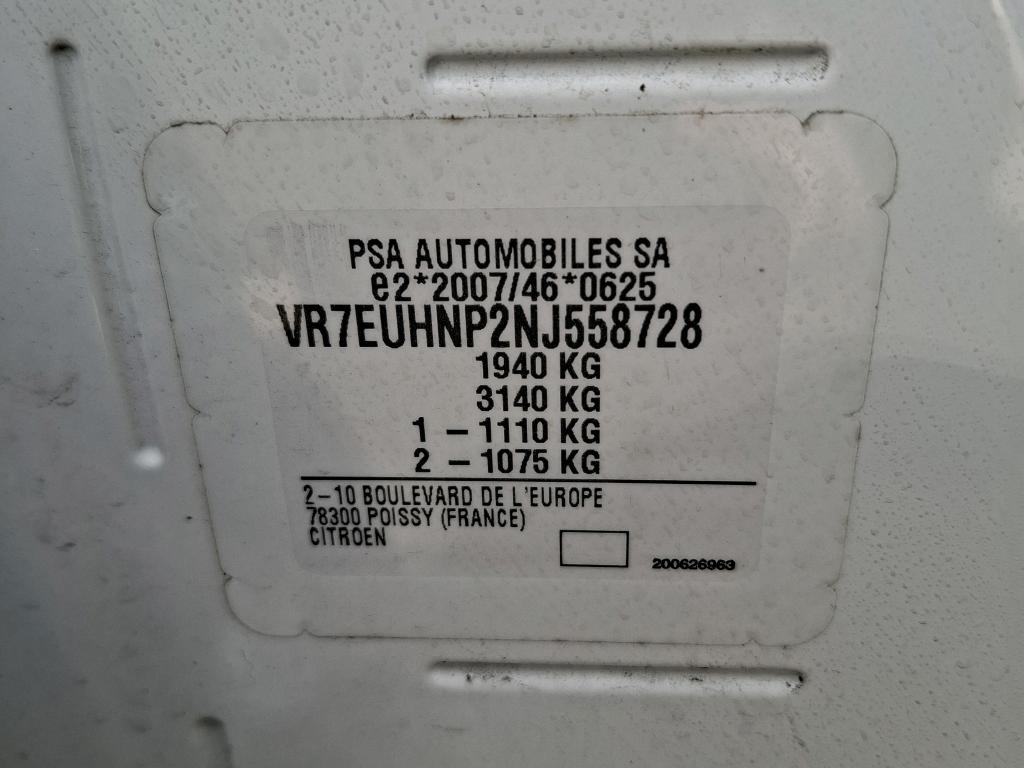 PSA AUTOMOBILES SA
e2*2007/46*0625
VR7EUHNP2NJ558728
1940 KG
3140 KG
1 – 1110 KG
2 – 1075 KG
2–10 BOULEVARD DE L'EUROPE
78300 POISSY (FRANCE)
CITROEN
200626963